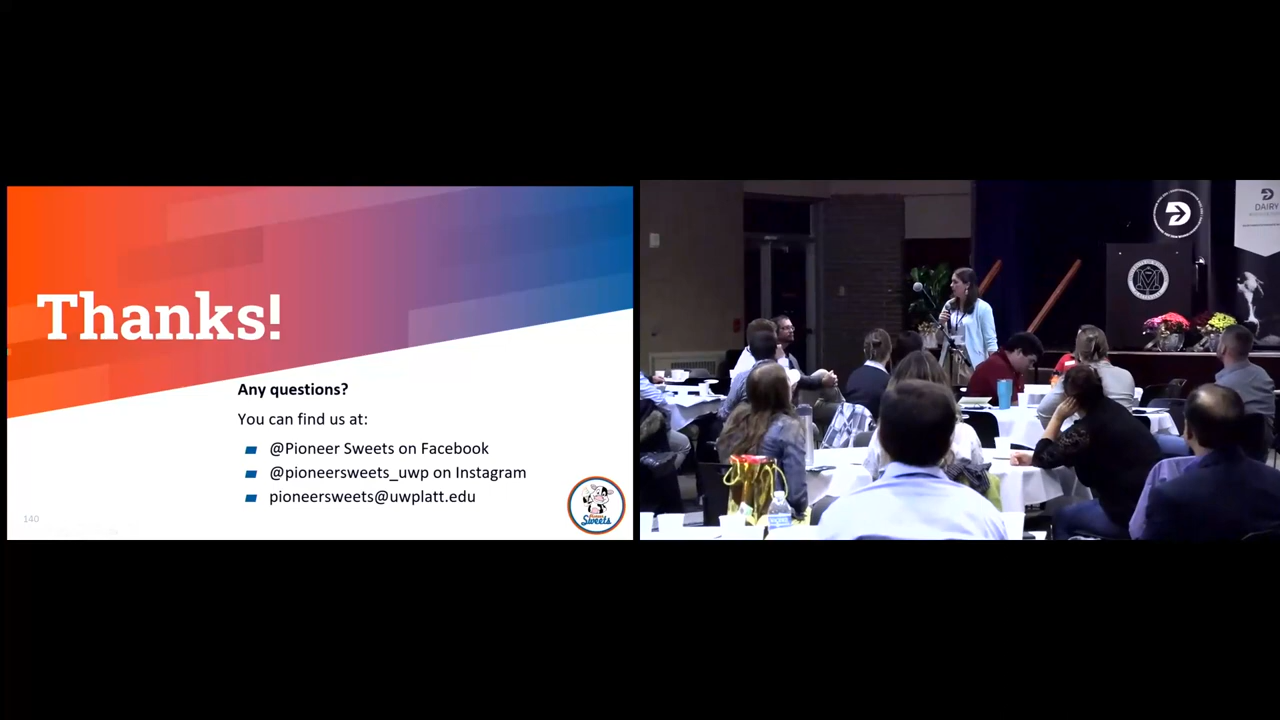 Thanks!
Any questions?
You can find us at:
@Pioneer Sweets on Facebook
@pioneersweets_uwp on Instagram
pioneersweets@uwplatt.edu
140
Pioneer
Sweets
DAIRY